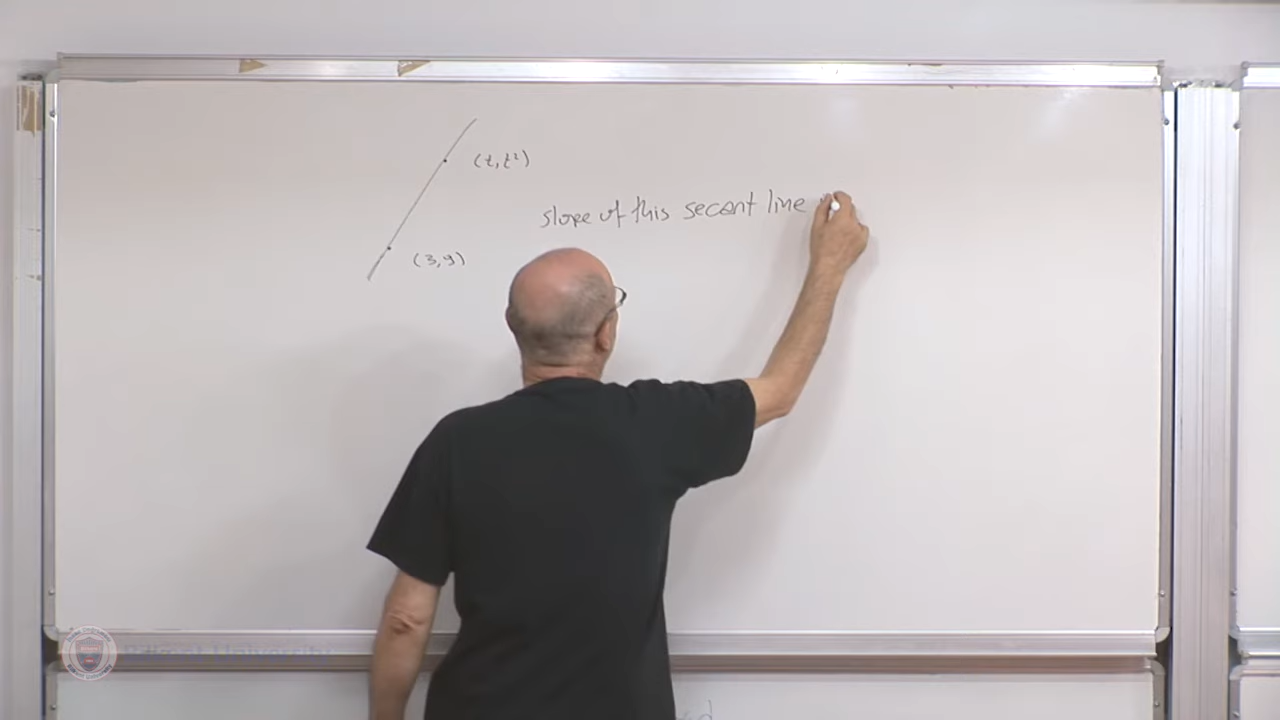 (t, t²)
slope of this secant line
(3, 9)